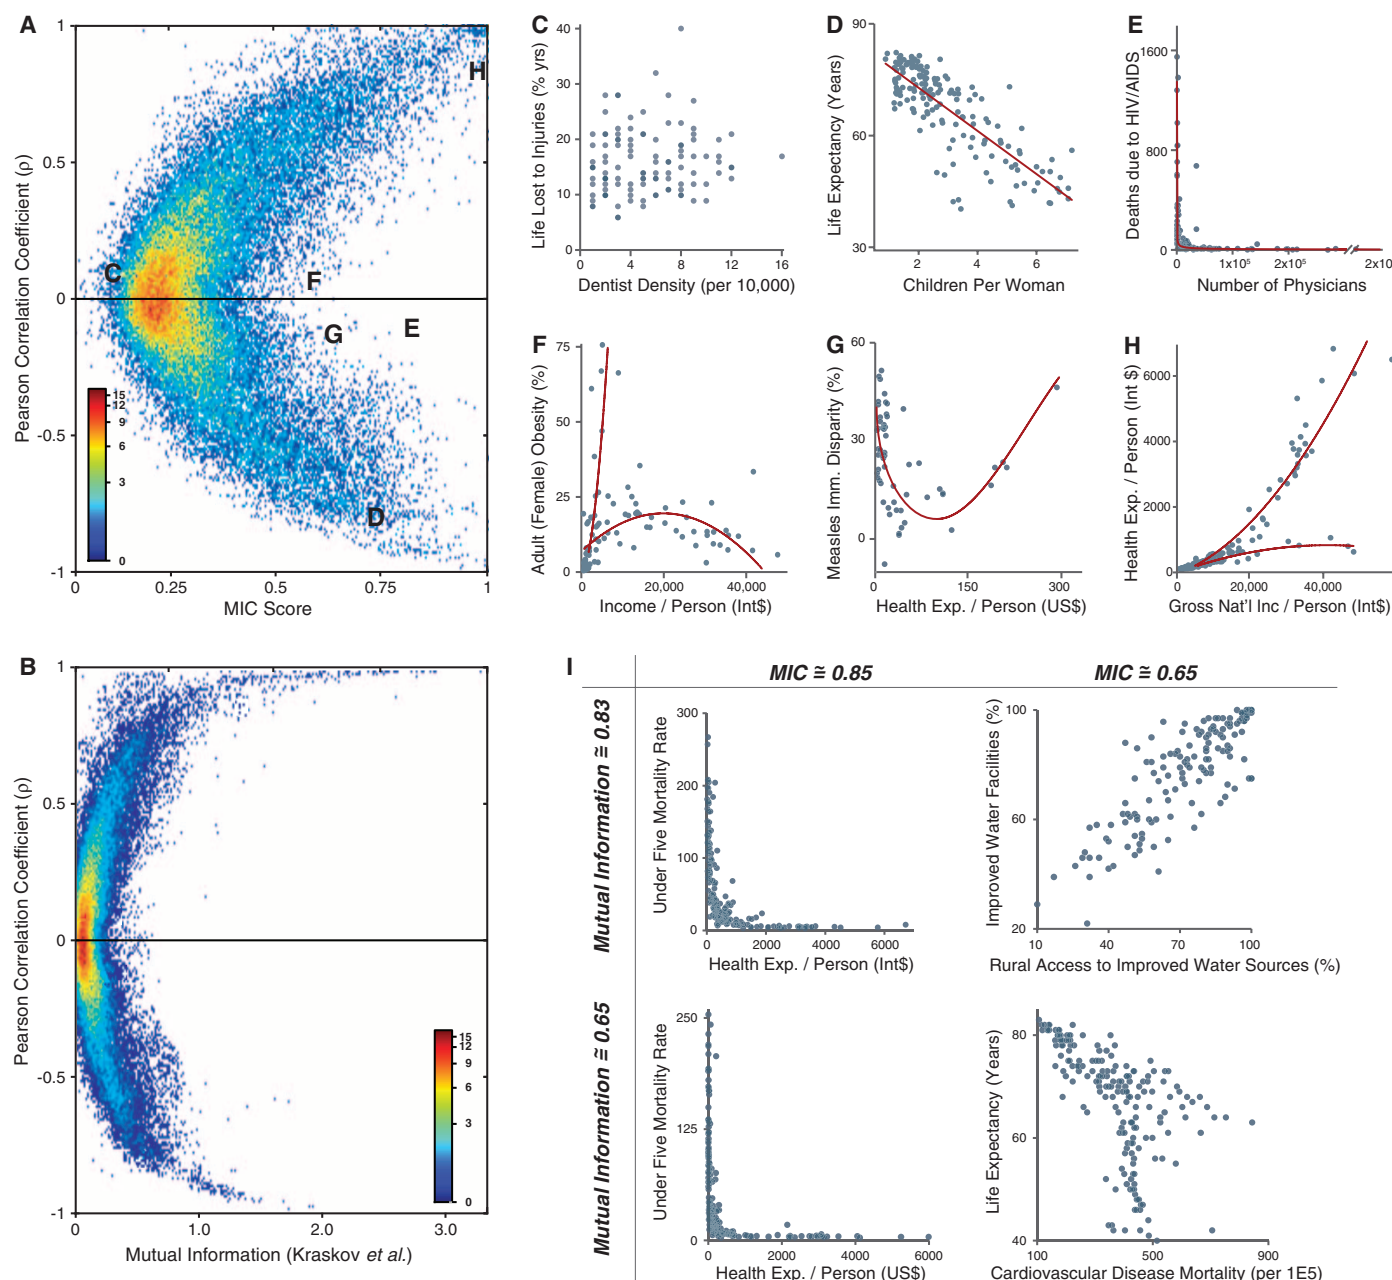 A
1
0.5
0
-0.5
-1
Pearson Correlation Coefficient (ρ)
C
F
G
E
D
H
15
12
9
6
3
0
0
0.25
0.5
0.75
1
MIC Score
C
Life Lost to Injuries (% yrs)
40
30
20
10
0
0
4
8
12
16
Dentist Density (per 10,000)
D
Life Expectancy (Years)
90
60
30
2
4
6
Children Per Woman
E
Deaths due to HIV/AIDS
1600
800
0
0
1x10⁵
2x10⁵
2x10
Number of Physicians
F
Adult (Female) Obesity (%)
75
50
25
0
0
20,000
40,000
Income / Person (Int$)
G
Measles Imm. Disparity (%)
60
30
0
0
150
300
Health Exp. / Person (US$)
H
Health Exp. / Person (Int $)
6000
4000
2000
0
0
20,000
40,000
Gross Nat'l Inc / Person (Int$)
B
1
0.5
0
-0.5
-1
Pearson Correlation Coefficient (ρ)
15
12
9
6
3
0
0
1.0
2.0
3.0
Mutual Information (Kraskov et al.)
I
MIC ≅ 0.85
MIC ≅ 0.65
Mutual Information ≅ 0.83
Under Five Mortality Rate
300
200
100
0
0
2000
4000
6000
Health Exp. / Person (Int$)
Improved Water Facilities (%)
100
60
20
10
40
70
100
Rural Access to Improved Water Sources (%)
Mutual Information ≅ 0.65
Under Five Mortality Rate
250
125
0
0
2000
4000
6000
Health Exp. / Person (US$)
Life Expectancy (Years)
80
60
40
100
500
900
Cardiovascular Disease Mortality (per 1E5)